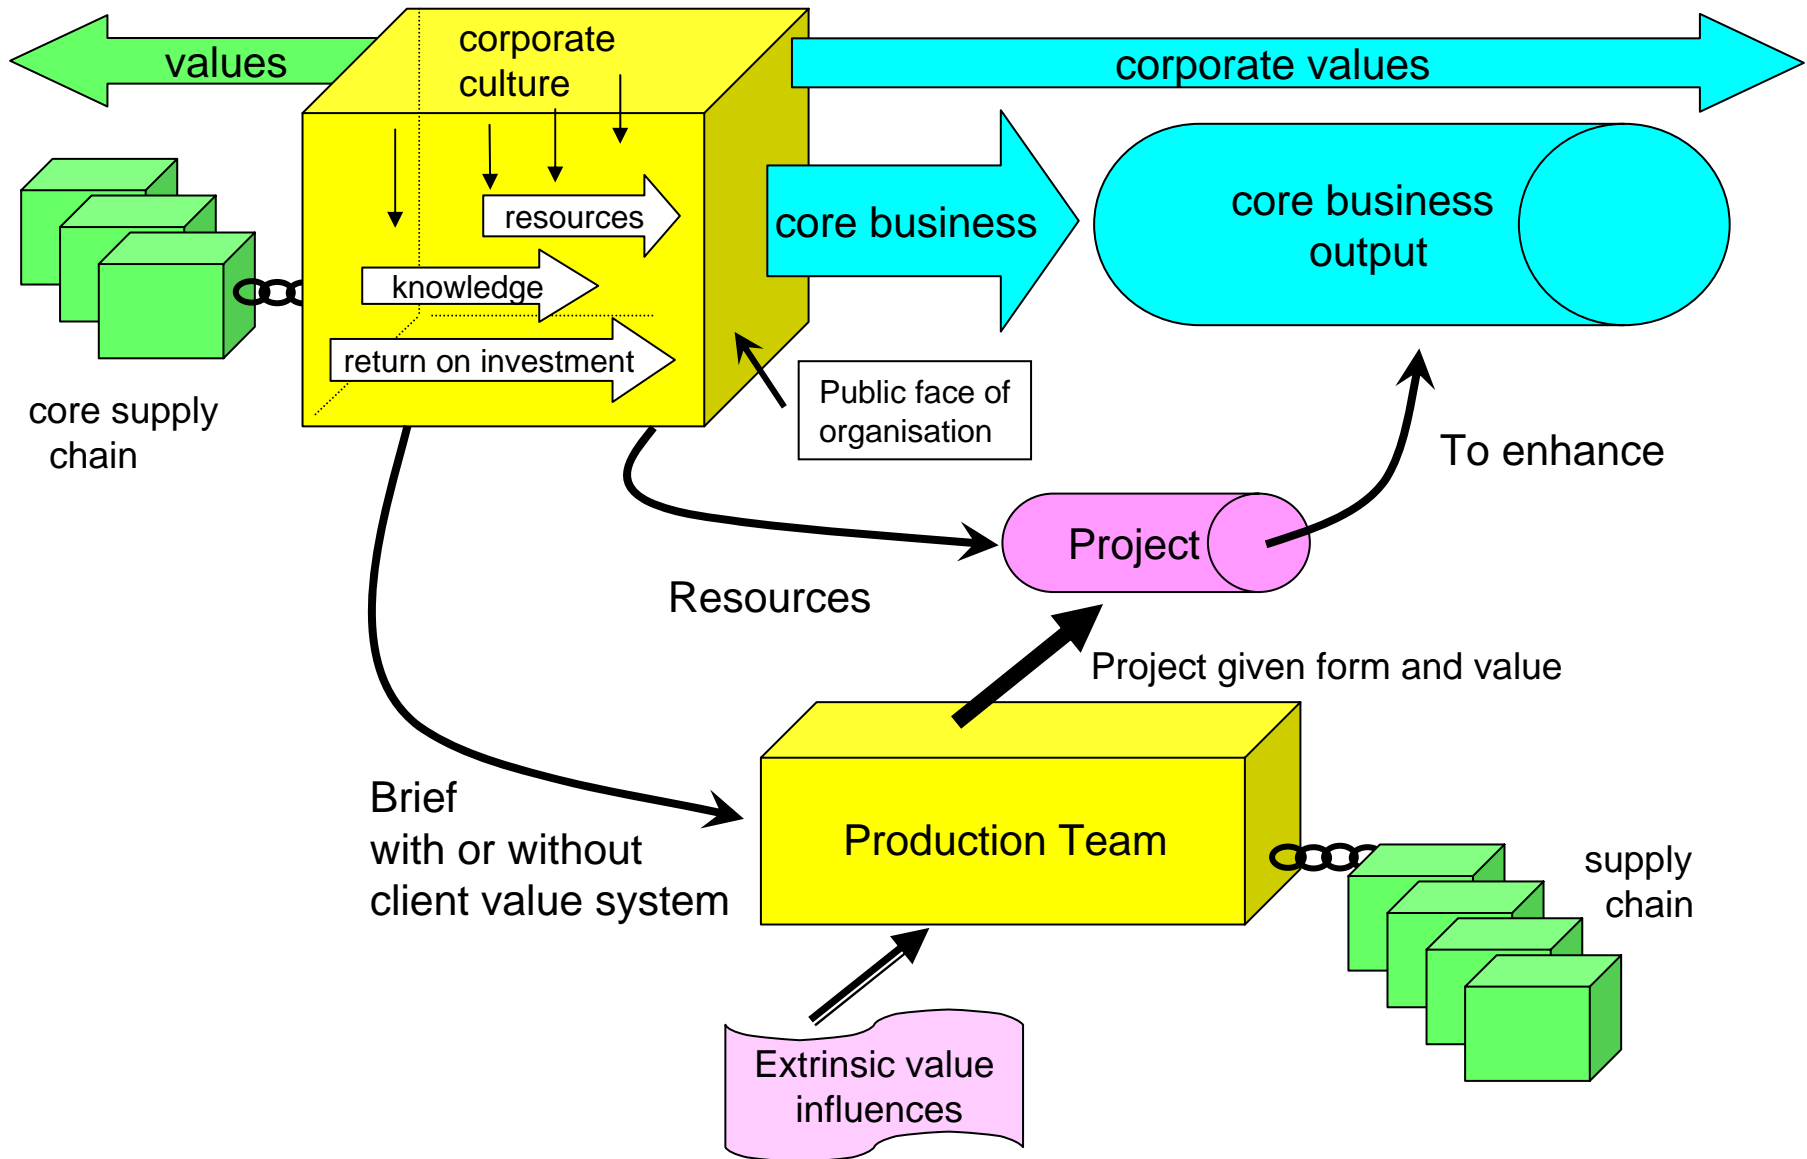 values
corporate
culture
corporate values
resources
core business
core business
output
knowledge
return on investment
Public face of
organisation
core supply
chain
To enhance
Project
Resources
Project given form and value
Brief
with or without
client value system
Production Team
supply
chain
Extrinsic value
influences